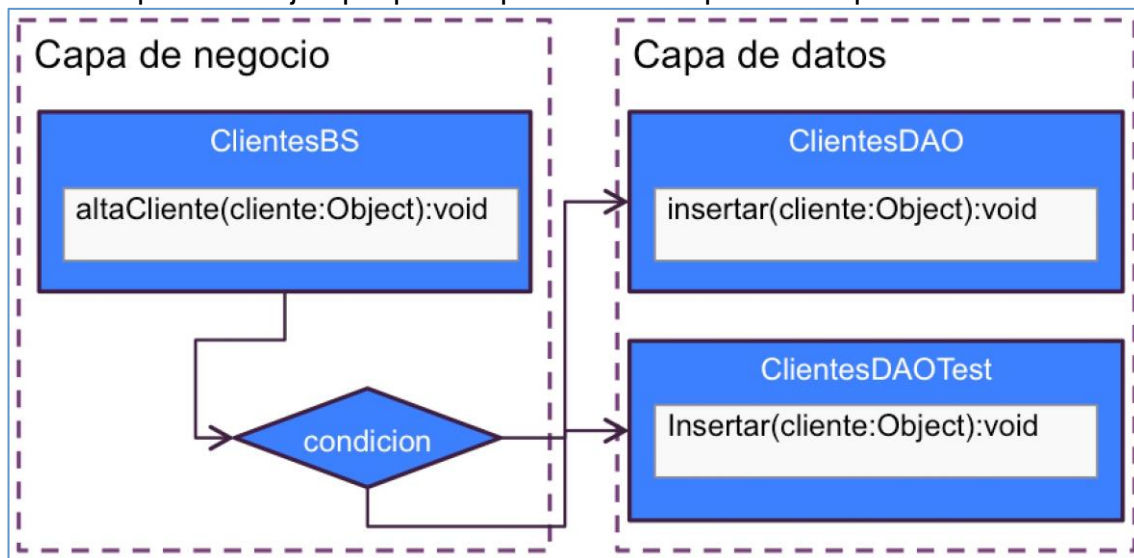 Capa de negocio
ClientesBS
altaCliente(cliente:Object):void
condicion
Capa de datos
ClientesDAO
insertar(cliente:Object):void
ClientesDAOTest
Insertar(cliente:Object):void